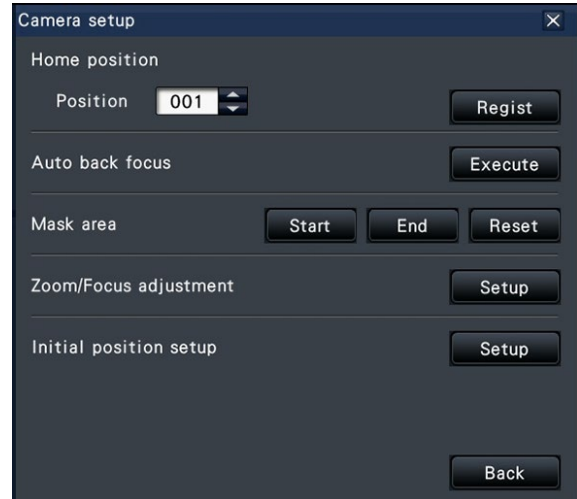 Camera setup
Home position
Position 001 Regist
Auto back focus Execute
Mask area Start End Reset
Zoom/Focus adjustment Setup
Initial position setup Setup
Back